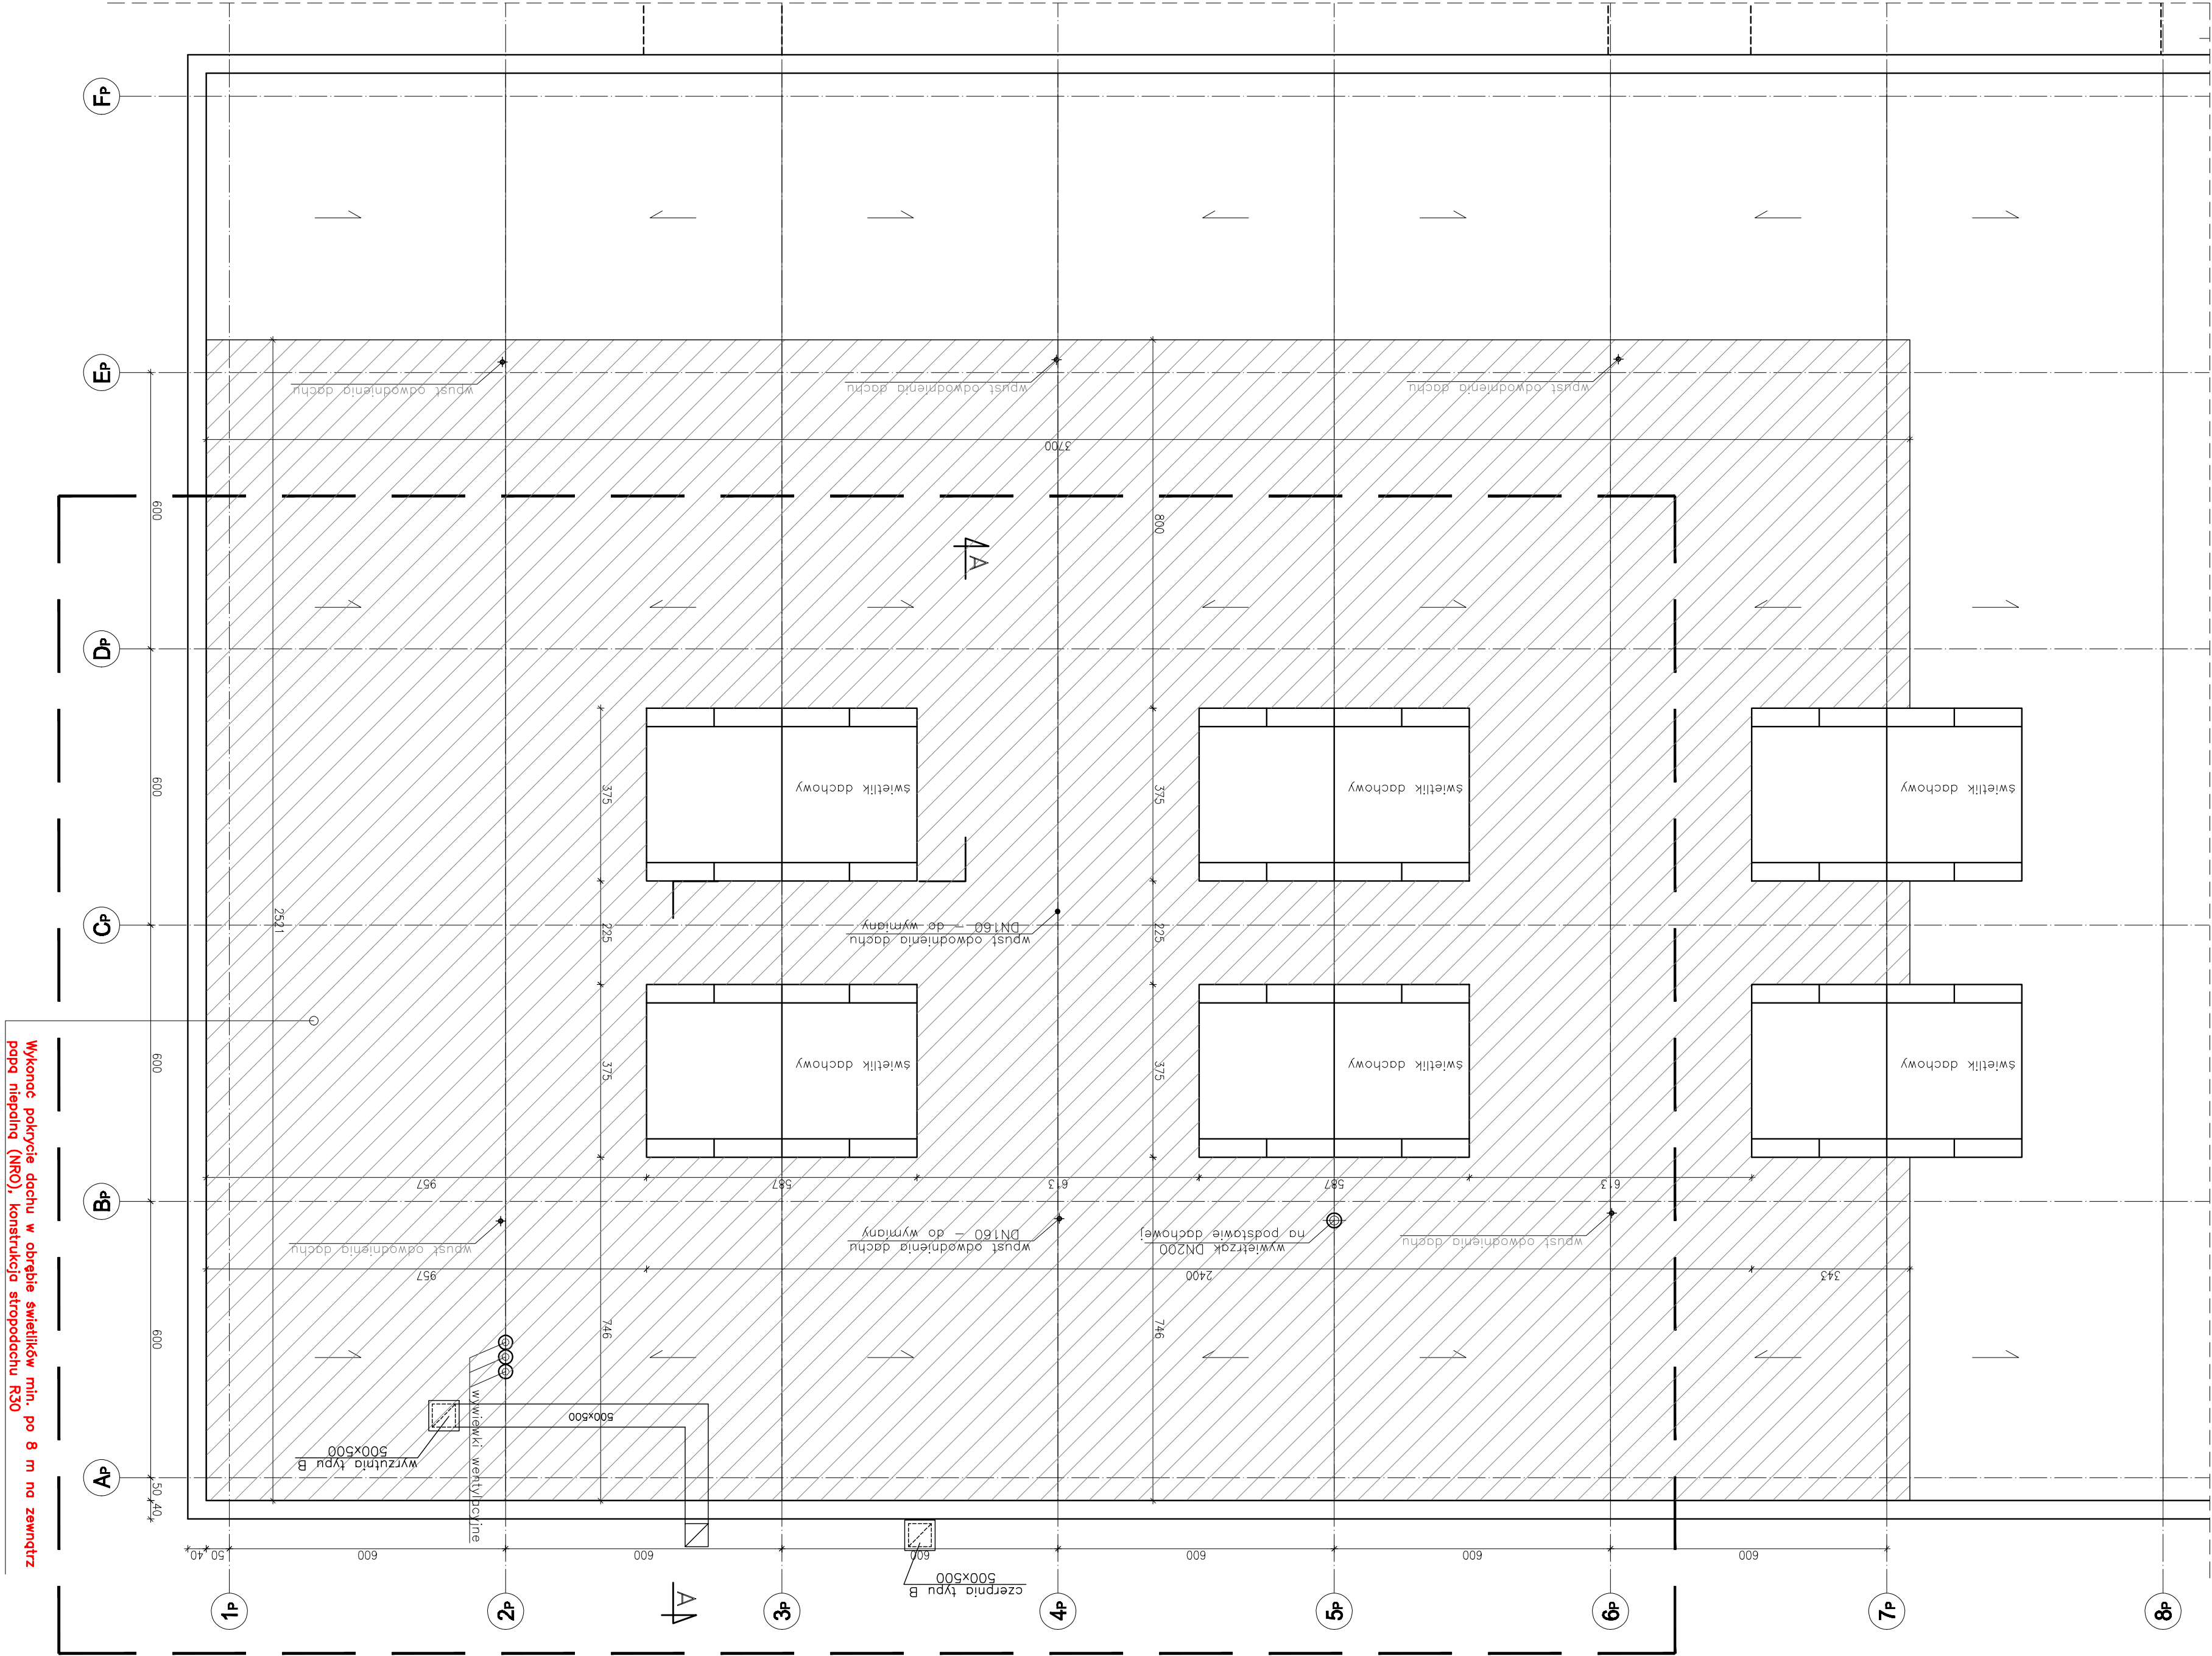 FP
EP
DP
CP
BP
AP
1P
2P
3P
4P
5P
6P
7P
8P
wpust odwodnienia dachu
wpust odwodnienia dachu
wpust odwodnienia dachu
3700
600
800
A
600
375
375
świetlik dachowy
świetlik dachowy
świetlik dachowy
2521
225
225
wpust odwodnienia dachu
DN160 – do wymiany
600
375
375
świetlik dachowy
świetlik dachowy
świetlik dachowy
957
587
613
587
613
wpust odwodnienia dachu
wpust odwodnienia dachu
DN160 – do wymiany
wywietrzak DN200
na podstawie dachowej
wpust odwodnienia dachu
957
2400
343
600
746
746
wywiewki wentylacyjne
500x500
wyrzutnia typu B
500x500
50
40
40
50
600
600
600
600
600
600
czerpnia typu B
500x500
A
Wykonać pokrycie dachu w obrębie świetlików min. po 8 m na zewnątrz
papą niepalną (NRO), konstrukcja stropodachu R30